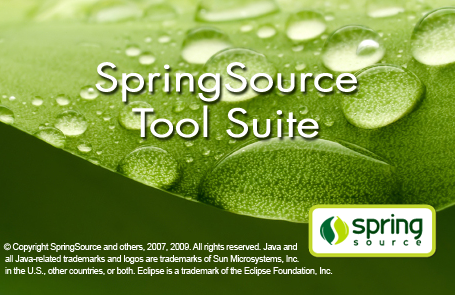 SpringSource
Tool Suite
spring
source
© Copyright SpringSource and others, 2007, 2009. All rights reserved. Java and
all Java-related trademarks and logos are trademarks of Sun Microsystems, Inc.
in the U.S., other countries, or both. Eclipse is a trademark of the Eclipse Foundation, Inc.